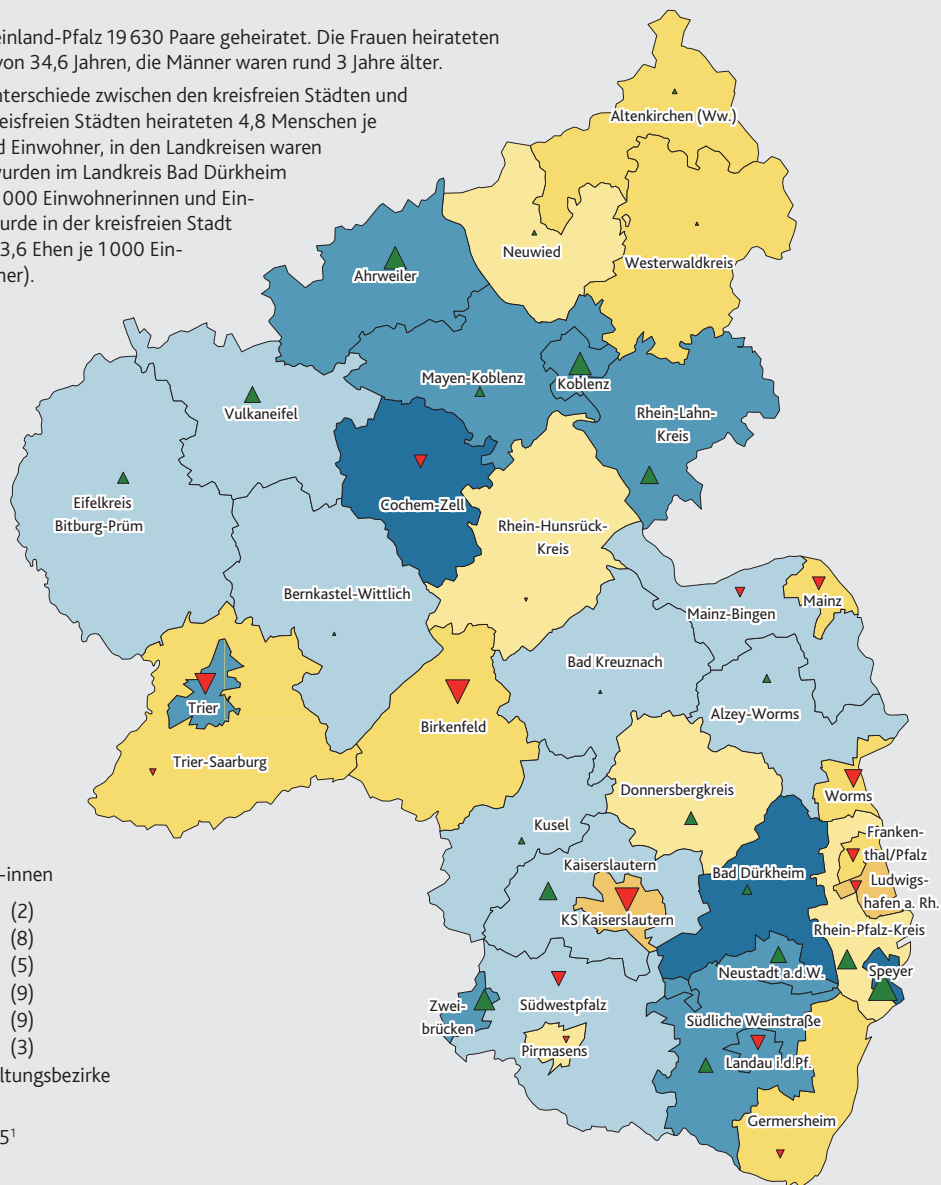 einland-Pfalz 19 630 Paare geheiratet. Die Frauen heirateten
von 34,6 Jahren, die Männer waren rund 3 Jahre älter.
nterschiede zwischen den kreisfreien Städten und
eisfreien Städten heirateten 4,8 Menschen je
d Einwohner, in den Landkreisen waren
wurden im Landkreis Bad Dürkheim
1 000 Einwohnerinnen und Ein-
wurde in der kreisfreien Stadt
3,6 Ehen je 1 000 Ein-
ner).
Altenkirchen (Ww.)
Neuwied
Westerwaldkreis
Ahrweiler
Mayen-Koblenz
Koblenz
Vulkaneifel
Rhein-Lahn-
Kreis
Cochem-Zell
Eifelkreis
Bitburg-Prüm
Rhein-Hunsrück-
Kreis
Bernkastel-Wittlich
Mainz-Bingen
Mainz
Bad Kreuznach
Trier
Alzey-Worms
Birkenfeld
Trier-Saarburg
Donnersbergkreis
Worms
Kusel
Franken-
thal/Pfalz
Kaiserslautern
Bad Dürkheim
Ludwigs-
hafen a. Rh.
KS Kaiserslautern
Rhein-Pfalz-Kreis
Neustadt a.d.W.
Speyer
Zwei-
brücken
Südwestpfalz
Südliche Weinstraße
Pirmasens
Landau i.d.Pf.
Germersheim
-innen
(2)
(8)
(5)
(9)
(9)
(3)
ltungsbezirke
5¹